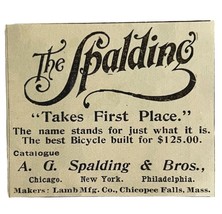 The Spalding
"Takes First Place."
The name stands for just what it is.
The best Bicycle built for $125.00.
Catalogue
A. G. Spalding & Bros.,
Chicago. New York. Philadelphia.
Makers: Lamb Mfg. Co., Chicopee Falls, Mass.